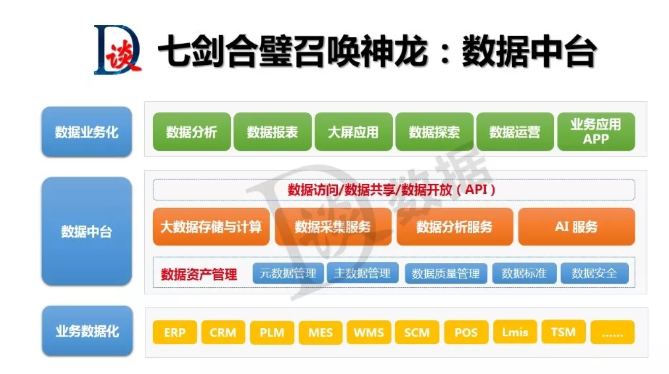 D谈
七剑合璧召唤神龙：数据中台
数据业务化
数据分析
数据报表
大屏应用
数据探索
数据运营
业务应用
APP
数据中台
数据访问/数据共享/数据开放（API）
大数据存储与计算
数据采集服务
数据分析服务
AI 服务
数据资产管理
元数据管理
主数据管理
数据质量管理
数据标准
数据安全
业务数据化
ERP
CRM
PLM
MES
WMS
SCM
POS
Lmis
TSM
......
D谈数据